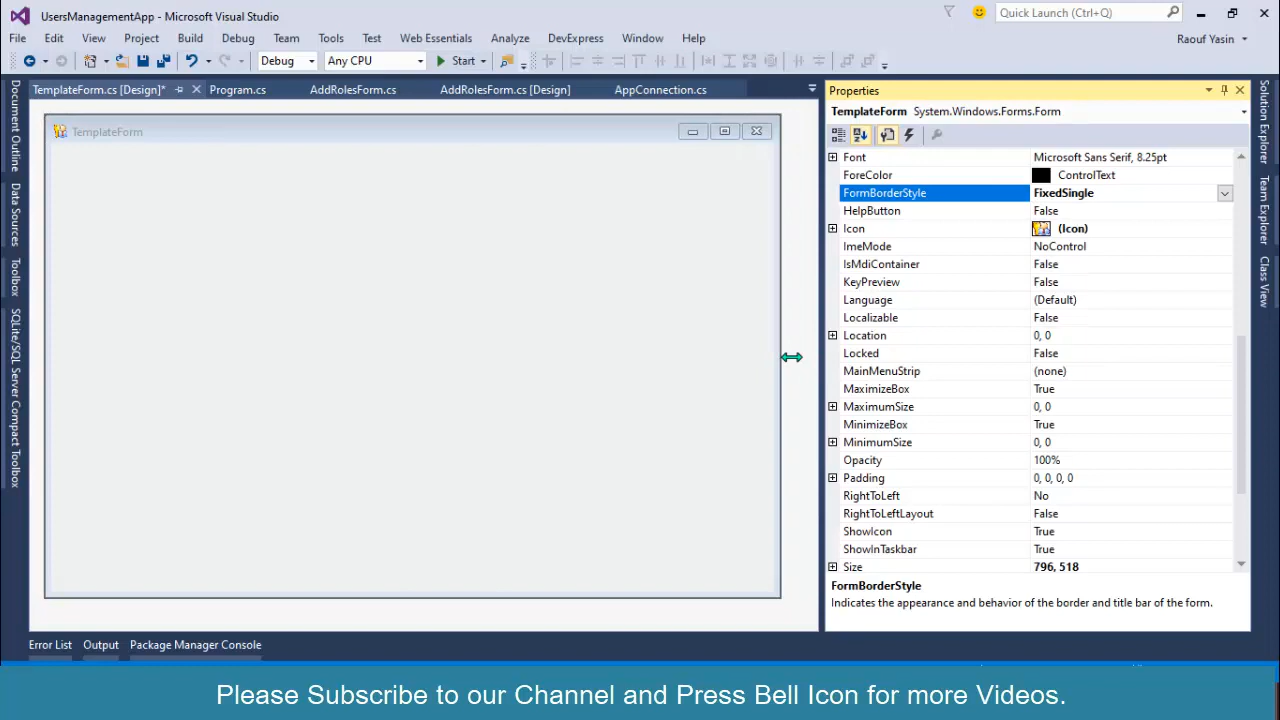 UsersManagementApp - Microsoft Visual Studio
Quick Launch (Ctrl+Q)
File Edit View Project Build Debug Team Tools Test Web Essentials Analyze DevExpress Window Help
Raouf Yasin
Debug Any CPU Start
TemplateForm.cs [Design]* Program.cs AddRolesForm.cs AddRolesForm.cs [Design] AppConnection.cs
Document Outline
Data Sources
Toolbox
SQLite/SQL Server Compact Toolbox
TemplateForm
Properties
TemplateForm System.Windows.Forms.Form
Font Microsoft Sans Serif, 8.25pt
ForeColor ControlText
FormBorderStyle FixedSingle
HelpButton False
Icon (Icon)
ImeMode NoControl
IsMdiContainer False
KeyPreview False
Language (Default)
Localizable False
Location 0, 0
Locked False
MainMenuStrip (none)
MaximizeBox True
MaximumSize 0, 0
MinimizeBox True
MinimumSize 0, 0
Opacity 100%
Padding 0, 0, 0, 0
RightToLeft No
RightToLeftLayout False
ShowIcon True
ShowInTaskbar True
Size 796, 518
FormBorderStyle
Indicates the appearance and behavior of the border and title bar of the form.
Solution Explorer
Team Explorer
Class View
Error List Output Package Manager Console
Please Subscribe to our Channel and Press Bell Icon for more Videos.